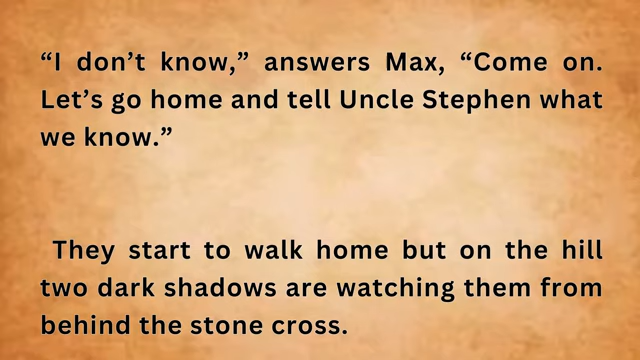 “I don’t know,” answers Max, “Come on.
Let’s go home and tell Uncle Stephen what
we know.”
They start to walk home but on the hill
two dark shadows are watching them from
behind the stone cross.